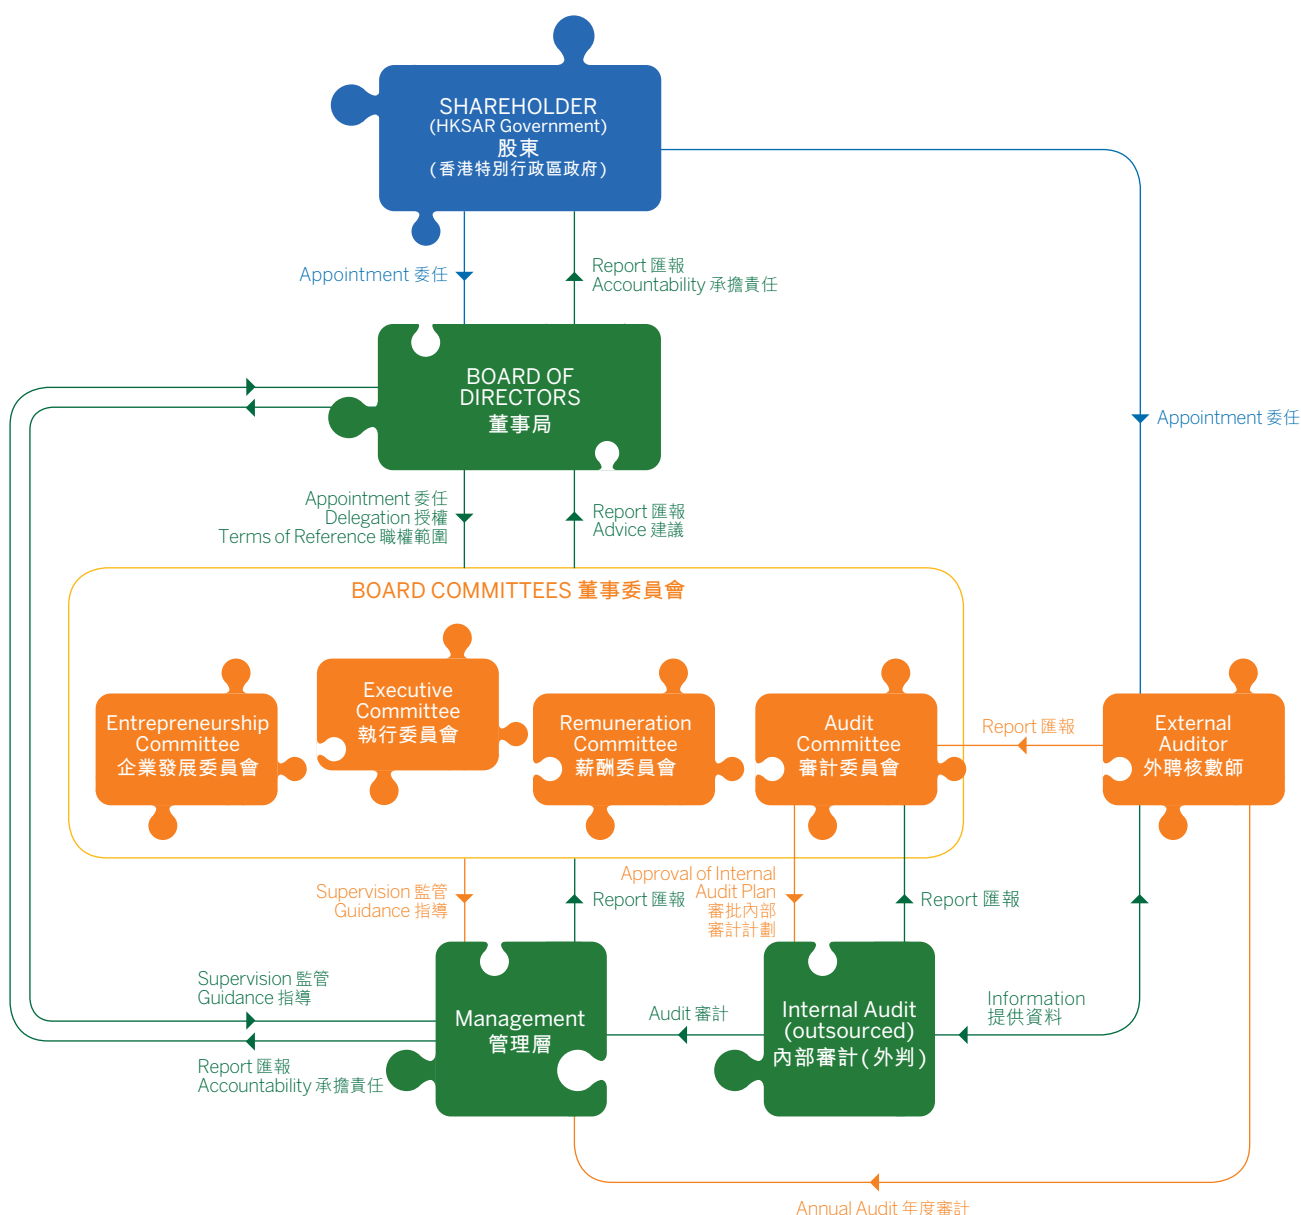 SHAREHOLDER
(HKSAR Government)
股東
(香港特別行政區政府)
Appointment 委任
Report 匯報
Accountability 承擔責任
BOARD OF
DIRECTORS
董事局
Appointment 委任
Appointment 委任
Delegation 授權
Terms of Reference 職權範圍
Report 匯報
Advice 建議
BOARD COMMITTEES 董事委員會
Entrepreneurship
Committee
企業發展委員會
Executive
Committee
執行委員會
Remuneration
Committee
薪酬委員會
Audit
Committee
審計委員會
Report 匯報
External
Auditor
外聘核數師
Supervision 監管
Guidance 指導
Report 匯報
Approval of Internal
Audit Plan
審批內部
審計計劃
Report 匯報
Supervision 監管
Guidance 指導
Management
管理層
Audit 審計
Internal Audit
(outsourced)
內部審計(外判)
Information
提供資料
Report 匯報
Accountability 承擔責任
Annual Audit 年度審計